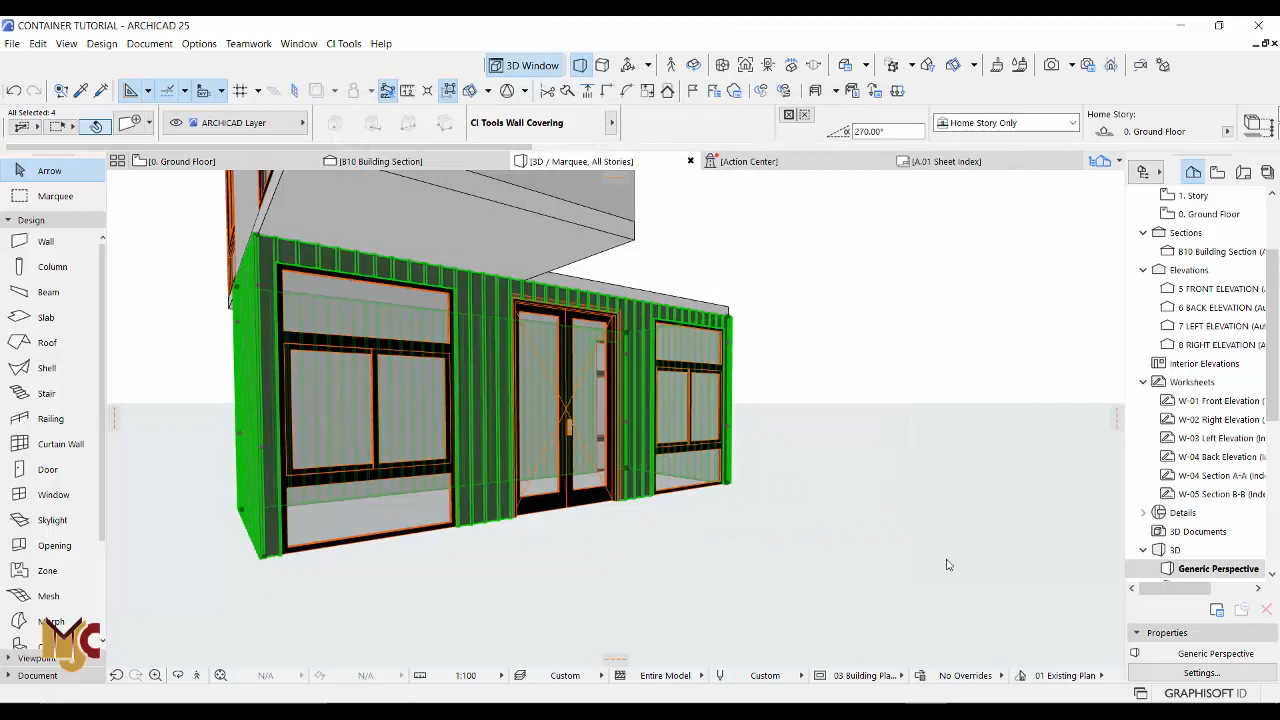 CONTAINER TUTORIAL - ARCHICAD 25
File Edit View Design Document Options Teamwork Window CI Tools Help
3D Window
All Selected: 4
ARCHICAD Layer
CI Tools Wall Covering
270.00°
Home Story Only
Home Story:
0. Ground Floor
[0. Ground Floor]
[B10 Building Section]
[3D / Marquee, All Stories]
[Action Center]
[A.01 Sheet Index]
Arrow
Marquee
Design
Wall
Column
Beam
Slab
Roof
Shell
Stair
Railing
Curtain Wall
Door
Window
Skylight
Opening
Zone
Mesh
Morph
Viewpoint
Document
MJC
1. Story
0. Ground Floor
Sections
B10 Building Section (A
Elevations
5 FRONT ELEVATION (A
6 BACK ELEVATION (A
7 LEFT ELEVATION (A
8 RIGHT ELEVATION (A
Interior Elevations
Worksheets
W-01 Front Elevation (
W-02 Right Elevation (
W-03 Left Elevation (In
W-04 Back Elevation (
W-04 Section A-A (Inde
W-05 Section B-B (Inde
Details
3D Documents
3D
Generic Perspective
Properties
Generic Perspective
Settings...
N/A
N/A
1:100
Custom
Entire Model
Custom
03 Building Pla...
No Overrides
01 Existing Plan
GRAPHISOFT ID